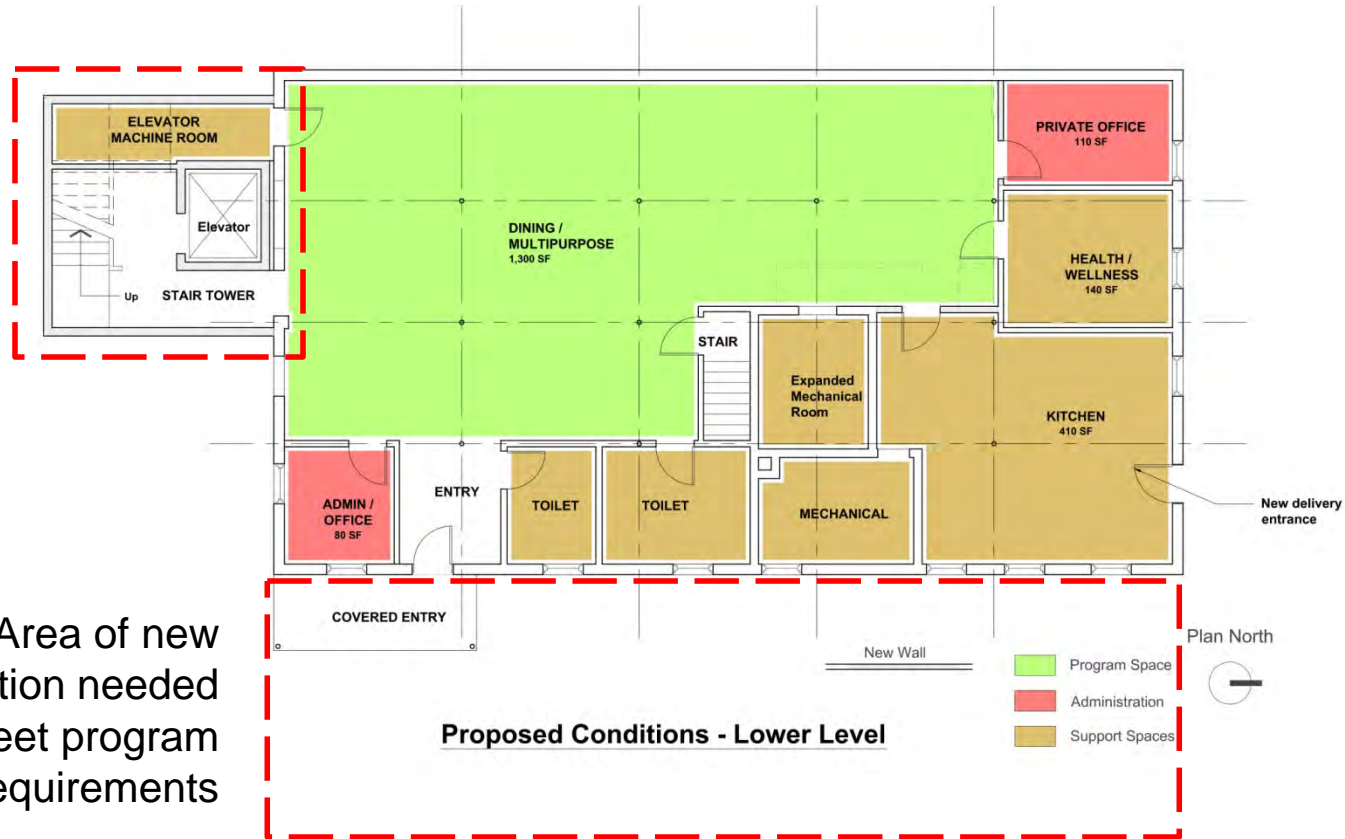 ELEVATOR
MACHINE ROOM
Elevator
Up
STAIR TOWER
DINING /
MULTIPURPOSE
1,300 SF
PRIVATE OFFICE
110 SF
HEALTH /
WELLNESS
140 SF
STAIR
Expanded
Mechanical
Room
KITCHEN
410 SF
ADMIN /
OFFICE
80 SF
ENTRY
TOILET
TOILET
MECHANICAL
New delivery
entrance
COVERED ENTRY
Area of new
tion needed
eet program
equirements
New Wall
Program Space
Administration
Support Spaces
Plan North
Proposed Conditions - Lower Level